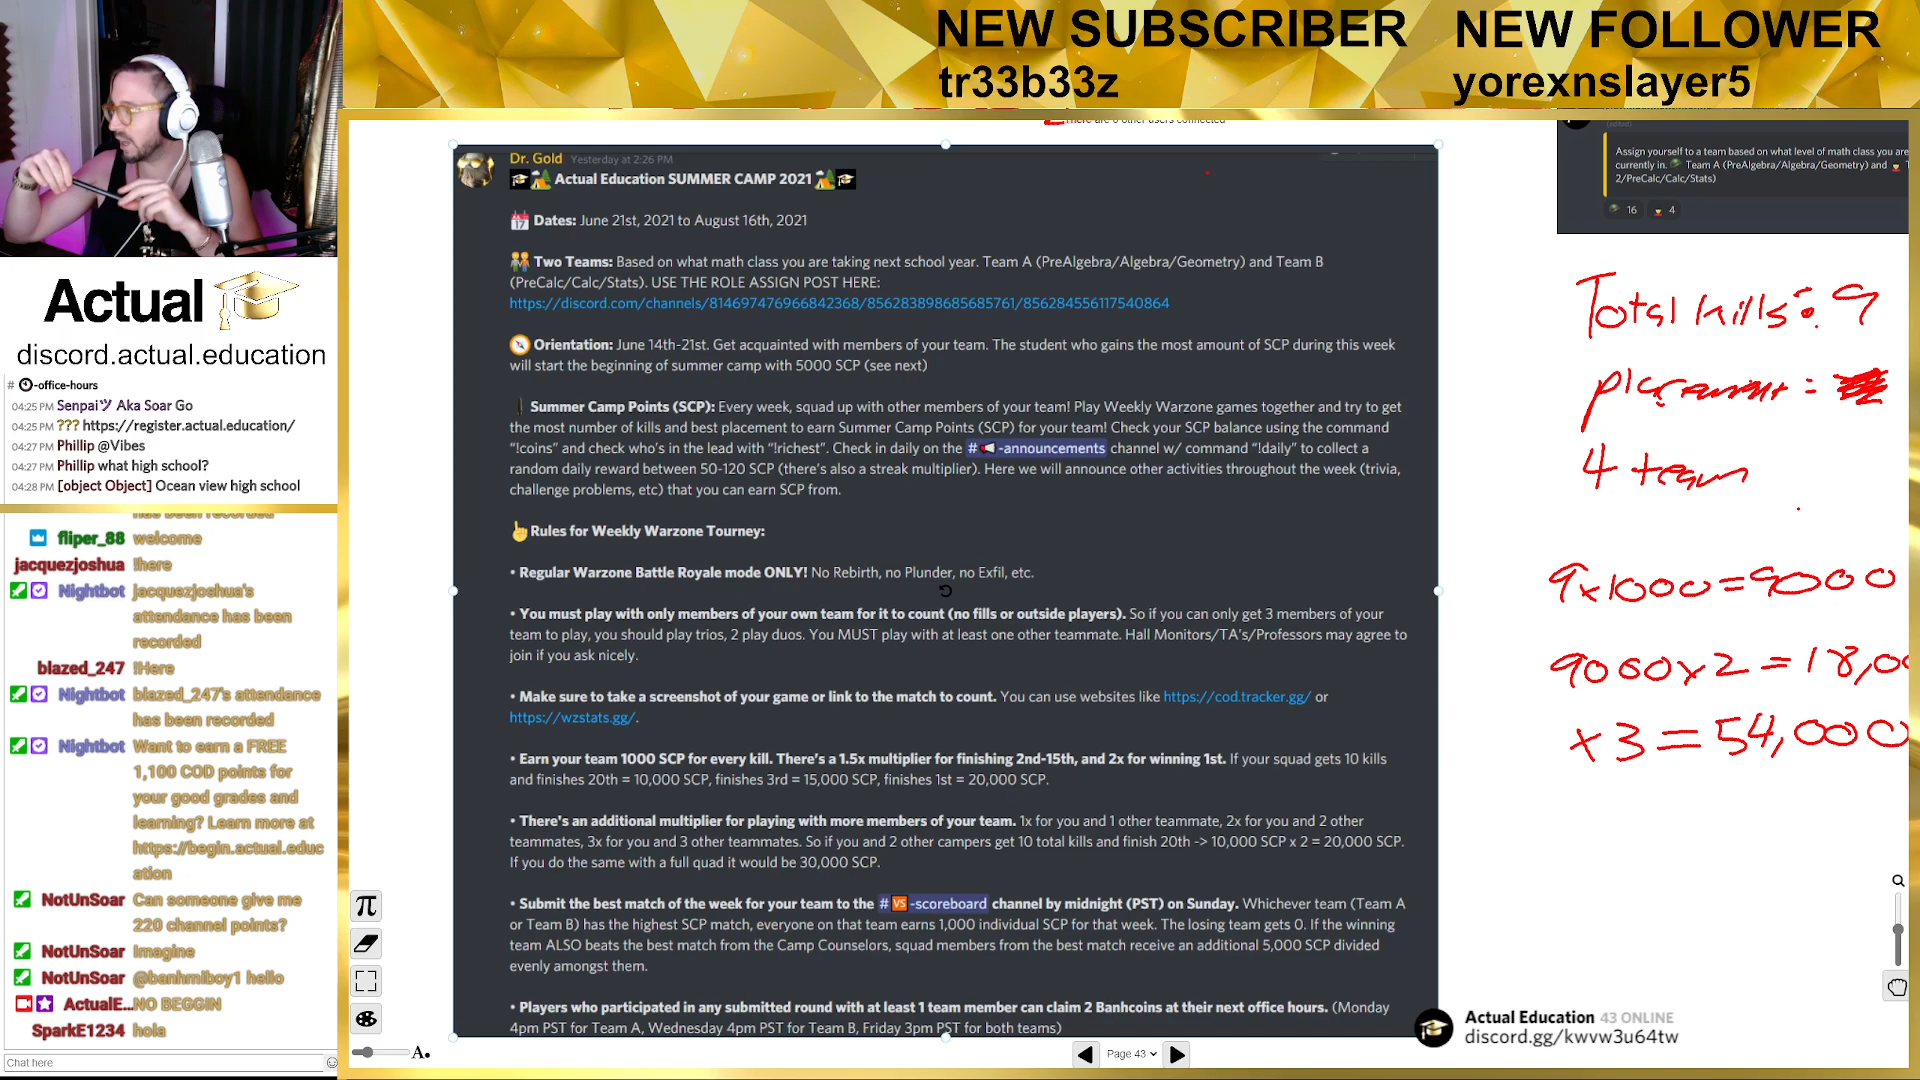 NEW SUBSCRIBER
tr33b33z
NEW FOLLOWER
yorexnslayer5
Actual
discord.actual.education
# -office-hours
04:25 PM Senpaiツ Aka Soar Go
04:25 PM ??? https://register.actual.education/
04:27 PM Phillip @Vibes
04:27 PM Phillip what high school?
04:28 PM [object Object] Ocean view high school
has been recorded
fliper_88 welcome
jacquezjoshua !here
Nightbot jacquezjoshua's
attendance has been
recorded
blazed_247 !Here
Nightbot blazed_247's attendance
has been recorded
Nightbot Want to earn a FREE
1,100 COD points for
your good grades and
learning? Learn more at
https://begin.actual.educ
ation
NotUnSoar Can someone give me
220 channel points?
NotUnSoar Imagine
NotUnSoar @banhmiboy1 hello
ActualE... NO BEGGIN
SparkE1234 hola
Chat here
There are 0 other users connected
Dr. Gold Yesterday at 2:26 PM
Actual Education SUMMER CAMP 2021
Dates: June 21st, 2021 to August 16th, 2021
Two Teams: Based on what math class you are taking next school year. Team A (PreAlgebra/Algebra/Geometry) and Team B
(PreCalc/Calc/Stats). USE THE ROLE ASSIGN POST HERE:
https://discord.com/channels/814697476966842368/856283898685685761/856284556117540864
Orientation: June 14th-21st. Get acquainted with members of your team. The student who gains the most amount of SCP during this week
will start the beginning of summer camp with 5000 SCP (see next)
Summer Camp Points (SCP): Every week, squad up with other members of your team! Play Weekly Warzone games together and try to get
the most number of kills and best placement to earn Summer Camp Points (SCP) for your team! Check your SCP balance using the command
"!coins" and check who's in the lead with "!richest". Check in daily on the # -announcements channel w/ command "!daily" to collect a
random daily reward between 50-120 SCP (there's also a streak multiplier). Here we will announce other activities throughout the week (trivia,
challenge problems, etc) that you can earn SCP from.
Rules for Weekly Warzone Tourney:
• Regular Warzone Battle Royale mode ONLY! No Rebirth, no Plunder, no Exfil, etc.
• You must play with only members of your own team for it to count (no fills or outside players). So if you can only get 3 members of your
team to play, you should play trios, 2 play duos. You MUST play with at least one other teammate. Hall Monitors/TA's/Professors may agree to
join if you ask nicely.
• Make sure to take a screenshot of your game or link to the match to count. You can use websites like https://cod.tracker.gg/ or
https://wzstats.gg/.
• Earn your team 1000 SCP for every kill. There's a 1.5x multiplier for finishing 2nd-15th, and 2x for winning 1st. If your squad gets 10 kills
and finishes 20th = 10,000 SCP, finishes 3rd = 15,000 SCP, finishes 1st = 20,000 SCP.
• There's an additional multiplier for playing with more members of your team. 1x for you and 1 other teammate, 2x for you and 2 other
teammates, 3x for you and 3 other teammates. So if you and 2 other campers get 10 total kills and finish 20th -> 10,000 SCP x 2 = 20,000 SCP.
If you do the same with a full quad it would be 30,000 SCP.
• Submit the best match of the week for your team to the # VS -scoreboard channel by midnight (PST) on Sunday. Whichever team (Team A
or Team B) has the highest SCP match, everyone on that team earns 1,000 individual SCP for that week. The losing team gets 0. If the winning
team ALSO beats the best match from the Camp Counselors, squad members from the best match receive an additional 5,000 SCP divided
evenly amongst them.
• Players who participated in any submitted round with at least 1 team member can claim 2 Banhcoins at their next office hours. (Monday
4pm PST for Team A, Wednesday 4pm PST for Team B, Friday 3pm PST for both teams)
A.
Page 43
(edited)
Assign yourself to a team based on what level of math class you are
currently in. Team A (PreAlgebra/Algebra/Geometry) and
2/PreCalc/Calc/Stats)
16 4
Total kills: 9
placement =
4 team
9x1000=9000
9000x2=18,00
x3=54,000
Actual Education 43 ONLINE
discord.gg/kwvw3u64tw